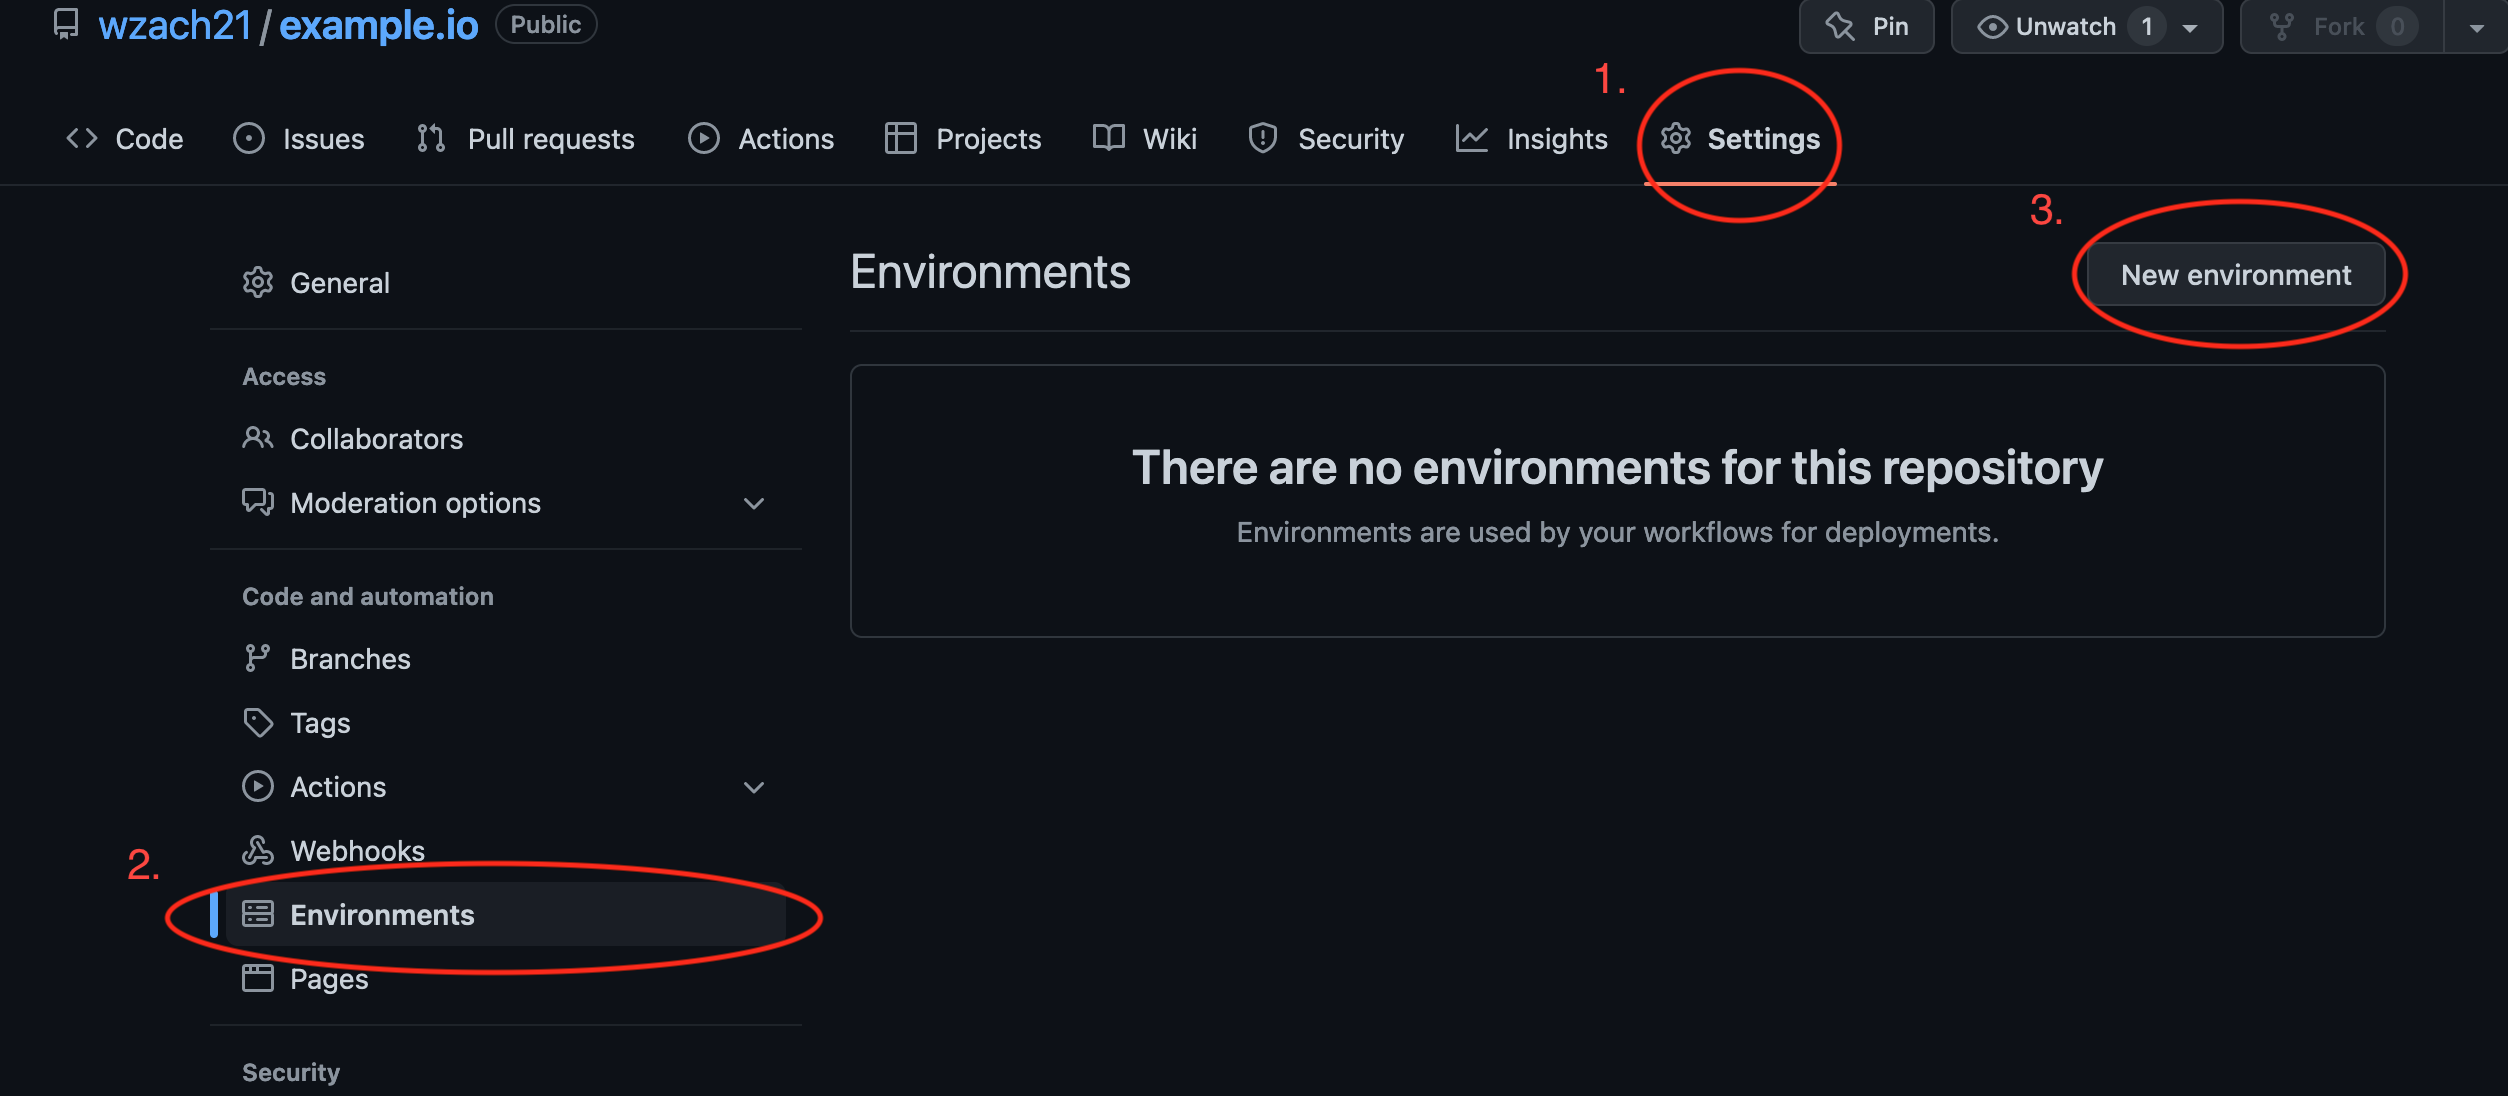 wzach21 / example.io Public
Pin
Unwatch 1
Fork 0
1.
Code
Issues
Pull requests
Actions
Projects
Wiki
Security
Insights
Settings
3.
General
Environments
New environment
Access
Collaborators
Moderation options
There are no environments for this repository
Environments are used by your workflows for deployments.
Code and automation
Branches
Tags
Actions
Webhooks
2.
Environments
Pages
Security